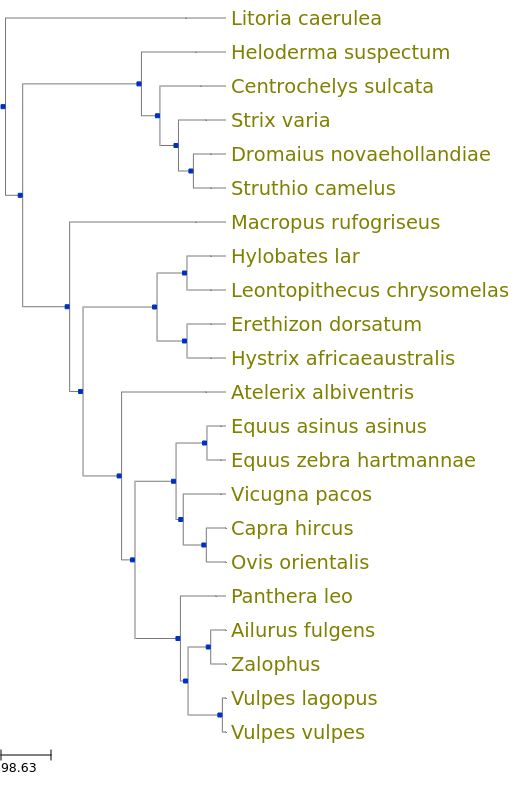 Litoria caerulea
Heloderma suspectum
Centrochelys sulcata
Strix varia
Dromaius novaehollandiae
Struthio camelus
Macropus rufogriseus
Hylobates lar
Leontopithecus chrysomelas
Erethizon dorsatum
Hystrix africaeaustralis
Atelerix albiventris
Equus asinus asinus
Equus zebra hartmannae
Vicugna pacos
Capra hircus
Ovis orientalis
Panthera leo
Ailurus fulgens
Zalophus
Vulpes lagopus
Vulpes vulpes
98.63